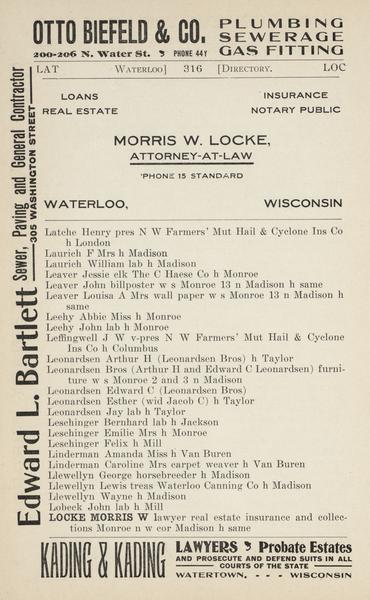 OTTO BIEFELD & CO.
200-206 N. Water St. PHONE 44Y
PLUMBING
SEWERAGE
GAS FITTING
LAT WATERLOO] 316 [DIRECTORY. LOC
LOANS INSURANCE
REAL ESTATE NOTARY PUBLIC
MORRIS W. LOCKE,
ATTORNEY-AT-LAW
'PHONE 15 STANDARD
WATERLOO, WISCONSIN
Latche Henry pres N W Farmers' Mut Hail & Cyclone Ins Co
h London
Laurich F Mrs h Madison
Laurich William lab h Madison
Leaver Jessie clk The C Haese Co h Monroe
Leaver John billposter w s Monroe 13 n Madison h same
Leaver Louisa A Mrs wall paper w s Monroe 13 n Madison h
same
Leehy Abbie Miss h Monroe
Leehy John lab h Monroe
Leffingwell J W v-pres N W Farmers' Mut Hail & Cyclone
Ins Co h Columbus
Leonardsen Arthur H (Leonardsen Bros) h Taylor
Leonardsen Bros (Arthur H and Edward C Leonardsen) furni-
ture w s Monroe 2 and 3 n Madison
Leonardsen Edward C (Leonardsen Bros)
Leonardsen Esther (wid Jacob C) h Taylor
Leonardsen Jay lab h Taylor
Leschinger Bernhard lab h Jackson
Leschinger Emilie Mrs h Monroe
Leschinger Felix h Mill
Linderman Amanda Miss h Van Buren
Linderman Caroline Mrs carpet weaver h Van Buren
Llewellyn George horsebreeder h Madison
Llewellyn Lewis treas Waterloo Canning Co h Madison
Llewellyn Wayne h Madison
Lobeck John lab h Mill
LOCKE MORRIS W lawyer real estate insurance and collec-
tions Monroe n w cor Madison h same
Edward L. Bartlett
Sewer, Paving and General Contractor
305 WASHINGTON STREET
KADING & KADING
LAWYERS Probate Estates
AND PROSECUTE AND DEFEND SUITS IN ALL
COURTS OF THE STATE
WATERTOWN, - - - WISCONSIN